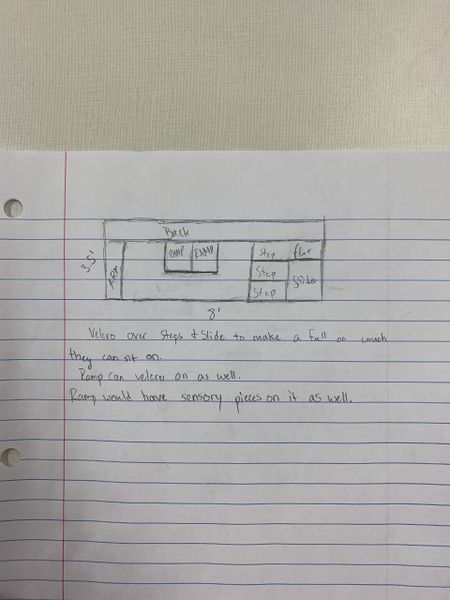 Back
RAMP RAMP
Step flat
Step
Slide
Step
3.5'
8'
Velcro over Steps & Slide to make a full on couch
they can sit on.
Ramp can velcro on as well.
Ramp would have sensory pieces on it as well.